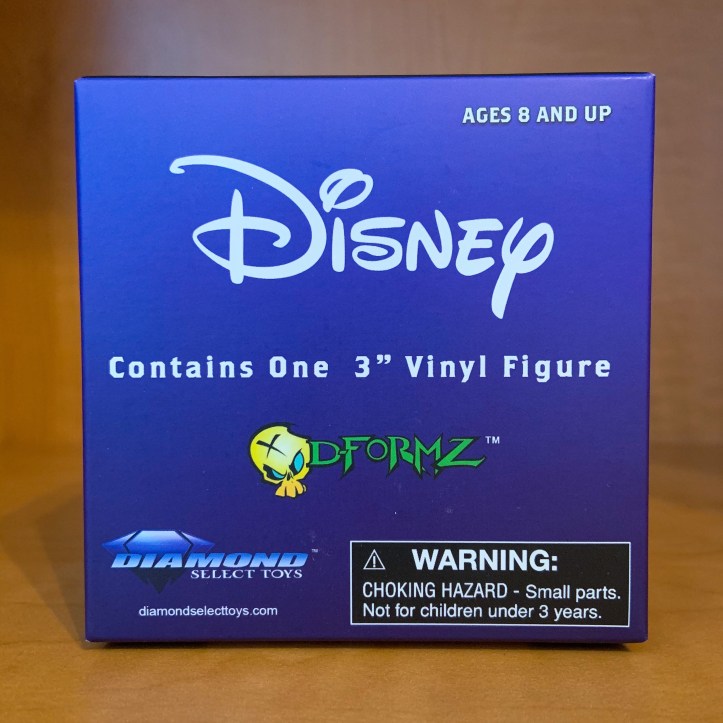 AGES 8 AND UP
Disney
Contains One 3” Vinyl Figure
D-FORMZ™
DIAMOND™
SELECT TOYS
diamondselecttoys.com
WARNING:
CHOKING HAZARD - Small parts.
Not for children under 3 years.